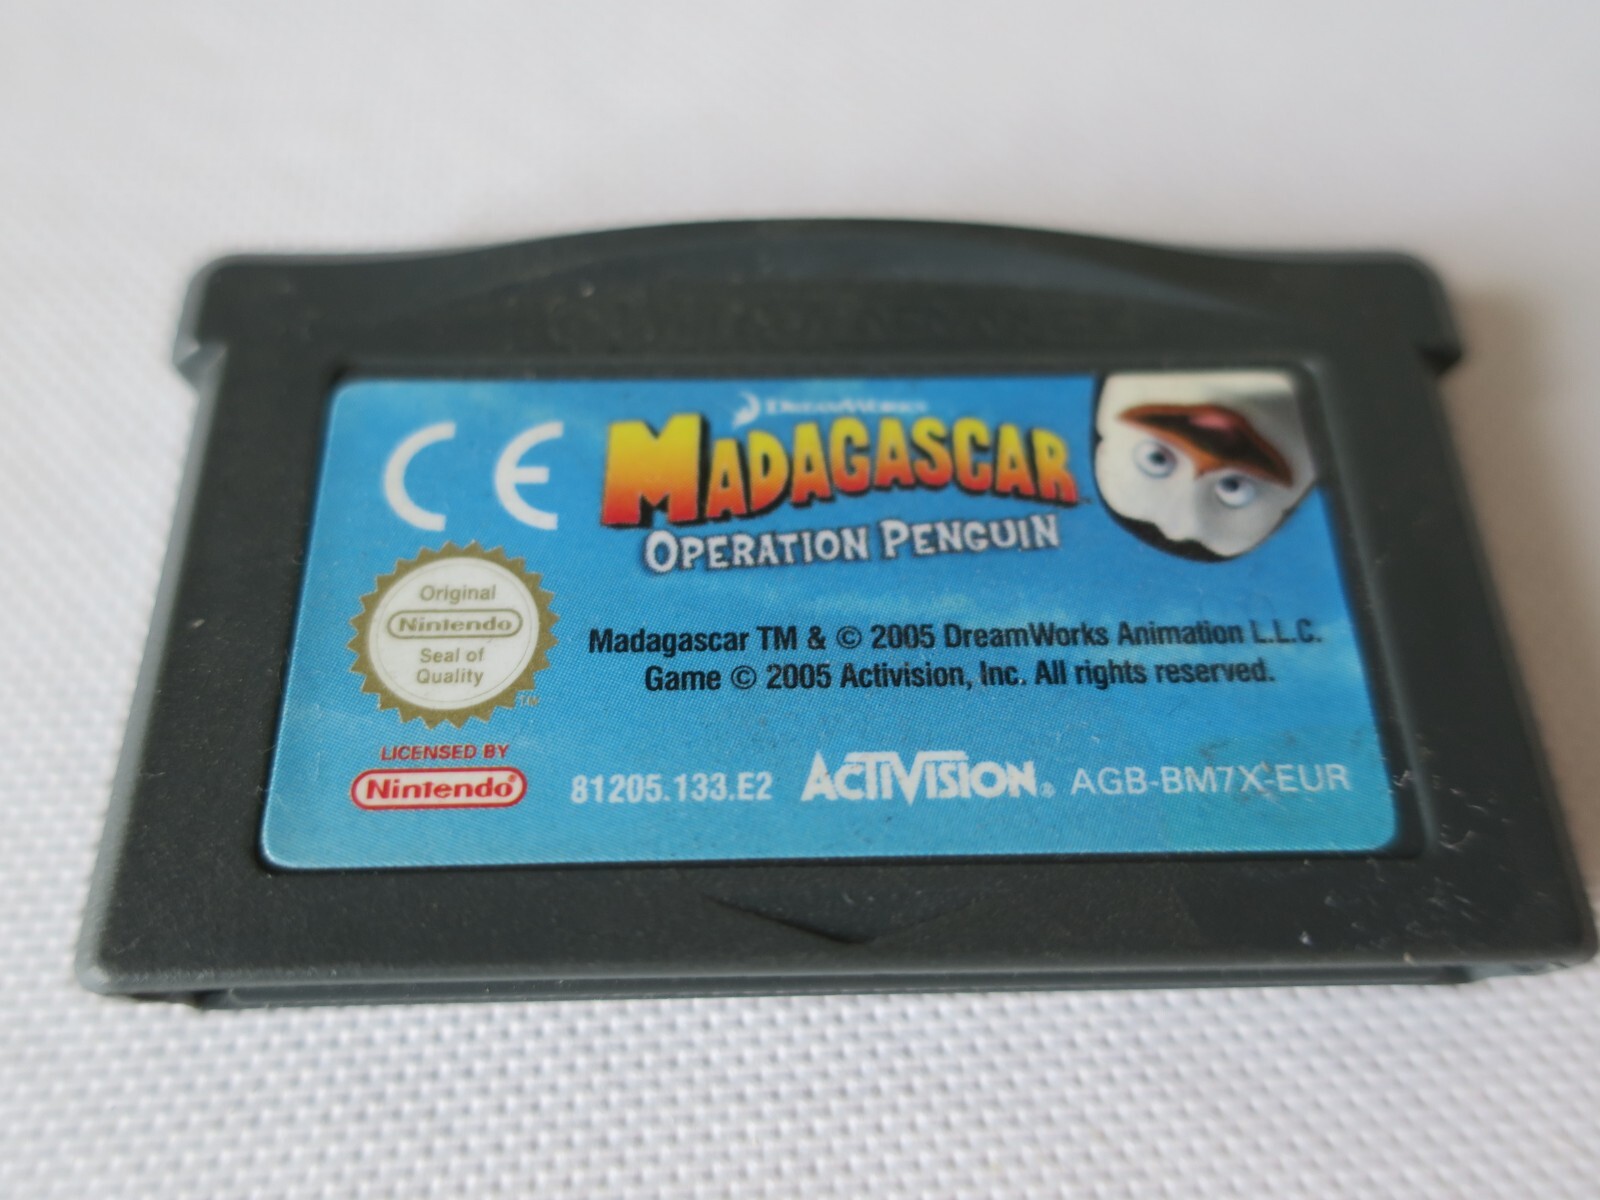 DreamWorks
MADAGASCAR
OPERATION PENGUIN
CE
Original
Nintendo
Seal of
Quality
TM
Madagascar TM & © 2005 DreamWorks Animation L.L.C.
Game © 2005 Activision, Inc. All rights reserved.
LICENSED BY
Nintendo®
81205.133.E2
ACTIVISION®
AGB-BM7X-EUR